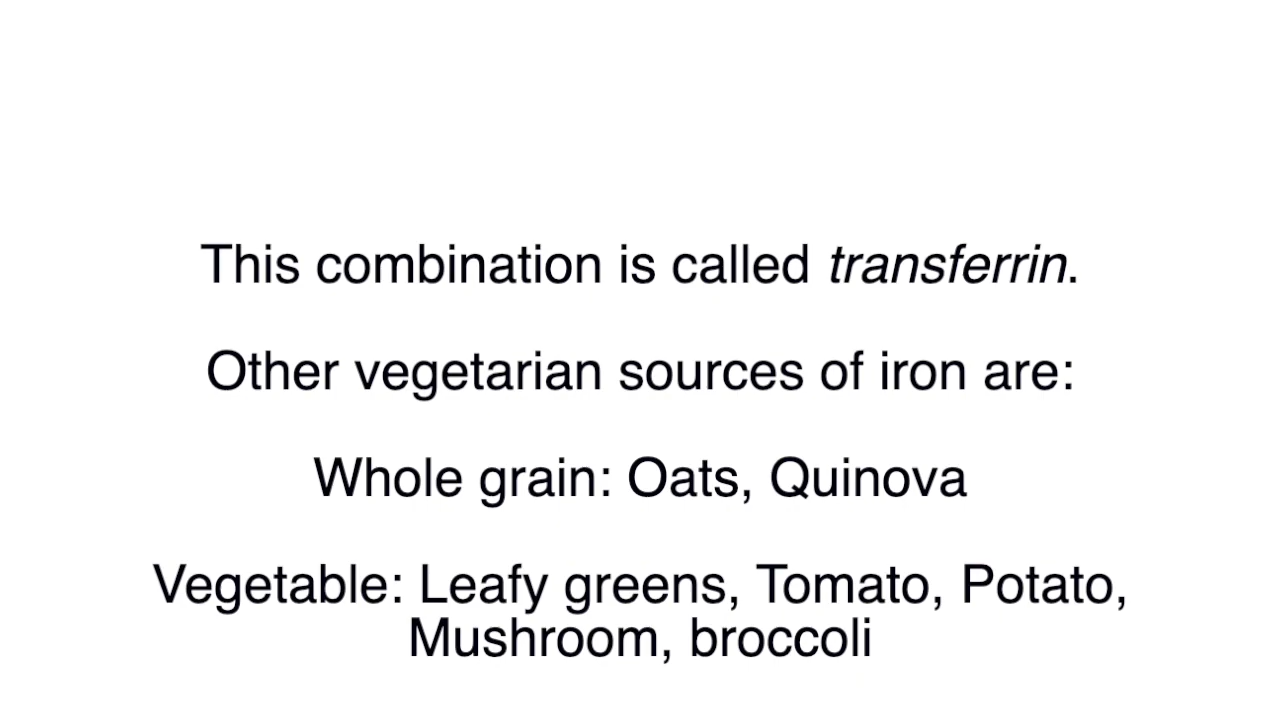 This combination is called transferrin.
Other vegetarian sources of iron are:
Whole grain: Oats, Quinova
Vegetable: Leafy greens, Tomato, Potato,
Mushroom, broccoli